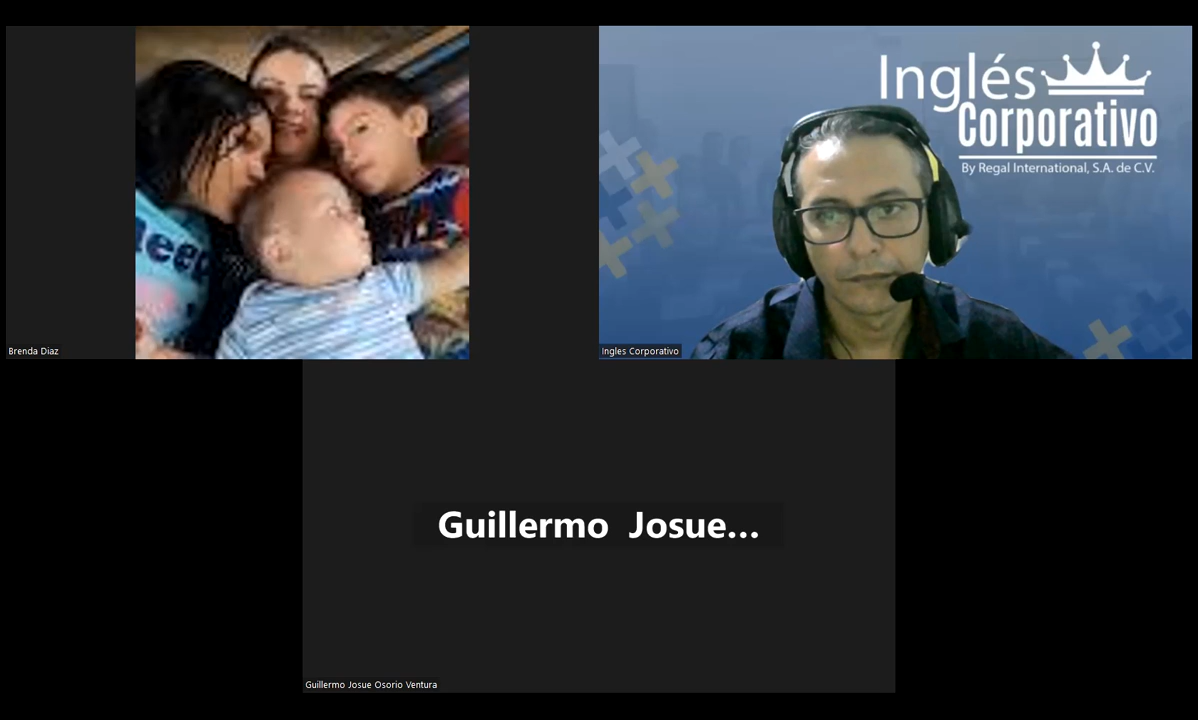 Inglés
Corporativo
By Regal International, S.A. de C.V.
Brenda Diaz
Ingles Corporativo
Guillermo Josue...
Guillermo Josue Osorio Ventura